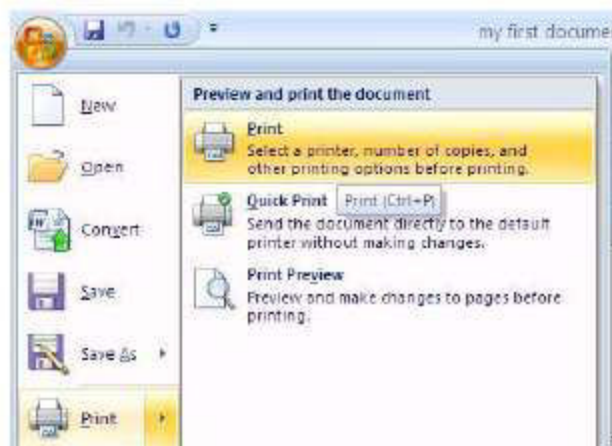 my first docume
New
Open
Convert
Save
Save As
Print
Preview and print the document
Print
Select a printer, number of copies, and
other printing options before printing.
Quick Print
Print (Ctrl+P)
Send the document directly to the default
printer without making changes.
Print Preview
Preview and make changes to pages before
printing.